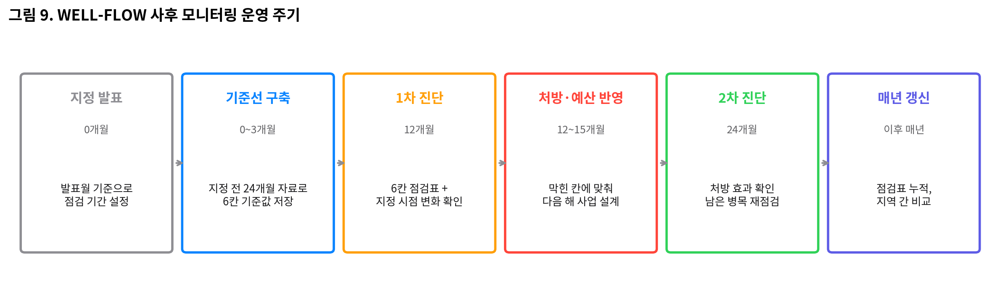 그림 9. WELL-FLOW 사후 모니터링 운영 주기
지정 발표
0개월
발표월 기준으로
점검 기간 설정
기준선 구축
0~3개월
지정 전 24개월 자료로
6칸 기준값 저장
1차 진단
12개월
6칸 점검표 +
지정 시점 변화 확인
처방·예산 반영
12~15개월
막힌 칸에 맞춰
다음 해 사업 설계
2차 진단
24개월
처방 효과 확인
남은 병목 재점검
매년 갱신
이후 매년
점검표 누적,
지역 간 비교